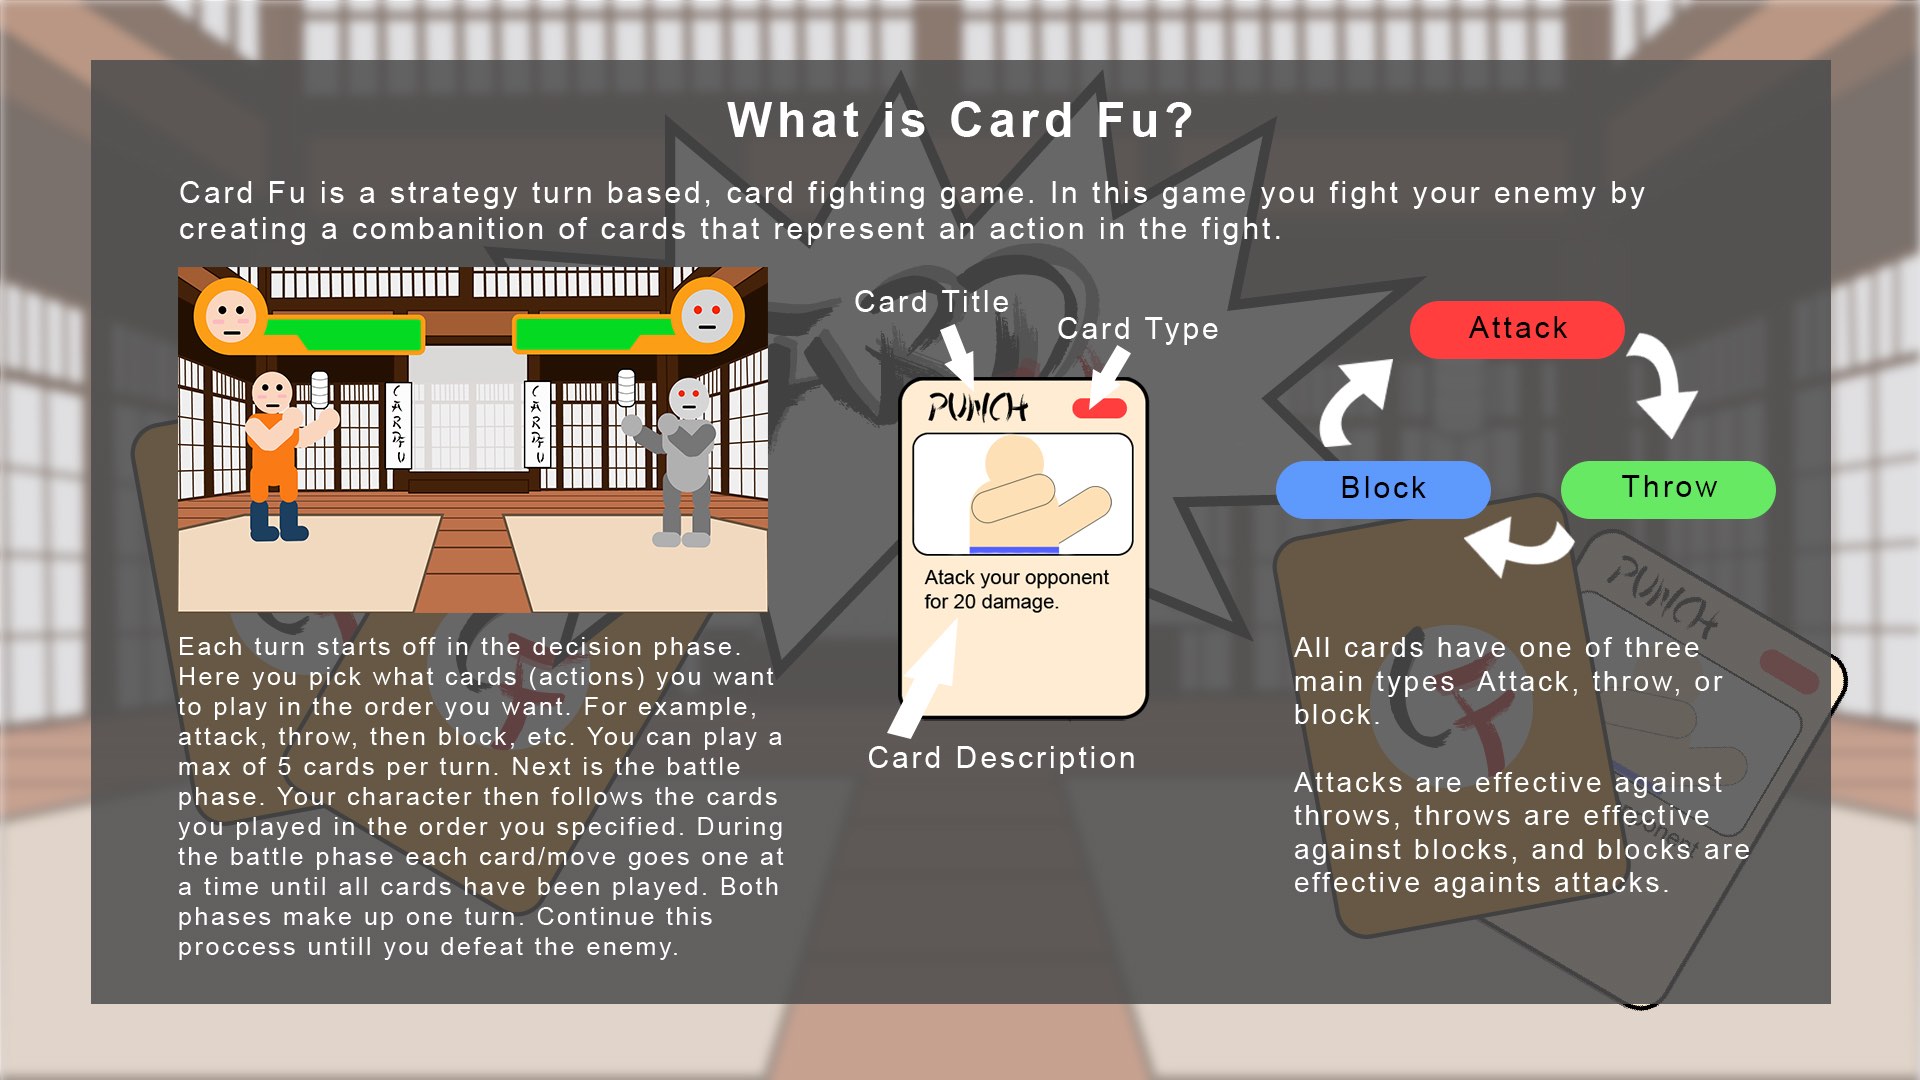 What is Card Fu?
Card Fu is a strategy turn based, card fighting game. In this game you fight your enemy by
creating a combanition of cards that represent an action in the fight.
CARDFU
CARDFU
Each turn starts off in the decision phase.
Here you pick what cards (actions) you want
to play in the order you want. For example,
attack, throw, then block, etc. You can play a
max of 5 cards per turn. Next is the battle
phase. Your character then follows the cards
you played in the order you specified. During
the battle phase each card/move goes one at
a time until all cards have been played. Both
phases make up one turn. Continue this
proccess untill you defeat the enemy.
Card Title
Card Type
PUNCH
Atack your opponent
for 20 damage.
Card Description
Attack
Block
Throw
PUNCH
All cards have one of three
main types. Attack, throw, or
block.
Attacks are effective against
throws, throws are effective
against blocks, and blocks are
effective againts attacks.